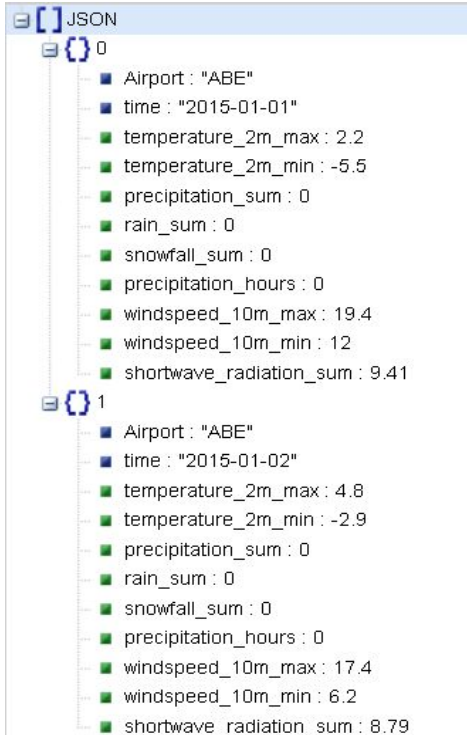 JSON
0
Airport : "ABE"
time : "2015-01-01"
temperature_2m_max : 2.2
temperature_2m_min : -5.5
precipitation_sum : 0
rain_sum : 0
snowfall_sum : 0
precipitation_hours : 0
windspeed_10m_max : 19.4
windspeed_10m_min : 12
shortwave_radiation_sum : 9.41
1
Airport : "ABE"
time : "2015-01-02"
temperature_2m_max : 4.8
temperature_2m_min : -2.9
precipitation_sum : 0
rain_sum : 0
snowfall_sum : 0
precipitation_hours : 0
windspeed_10m_max : 17.4
windspeed_10m_min : 6.2
shortwave_radiation_sum : 8.79